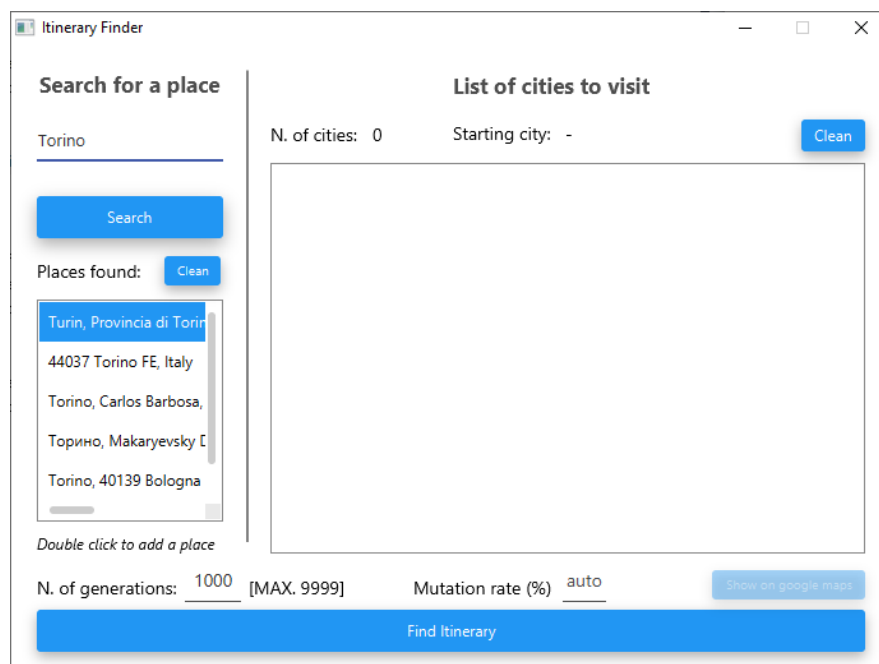 Itinerary Finder
Search for a place
List of cities to visit
Torino
N. of cities: 0
Starting city: -
Clean
Search
Places found:
Clean
Turin, Provincia di Torin
44037 Torino FE, Italy
Torino, Carlos Barbosa,
Торино, Makaryevsky D
Torino, 40139 Bologna
Double click to add a place
N. of generations: 1000 [MAX. 9999]
Mutation rate (%) auto
Show on google maps
Find Itinerary